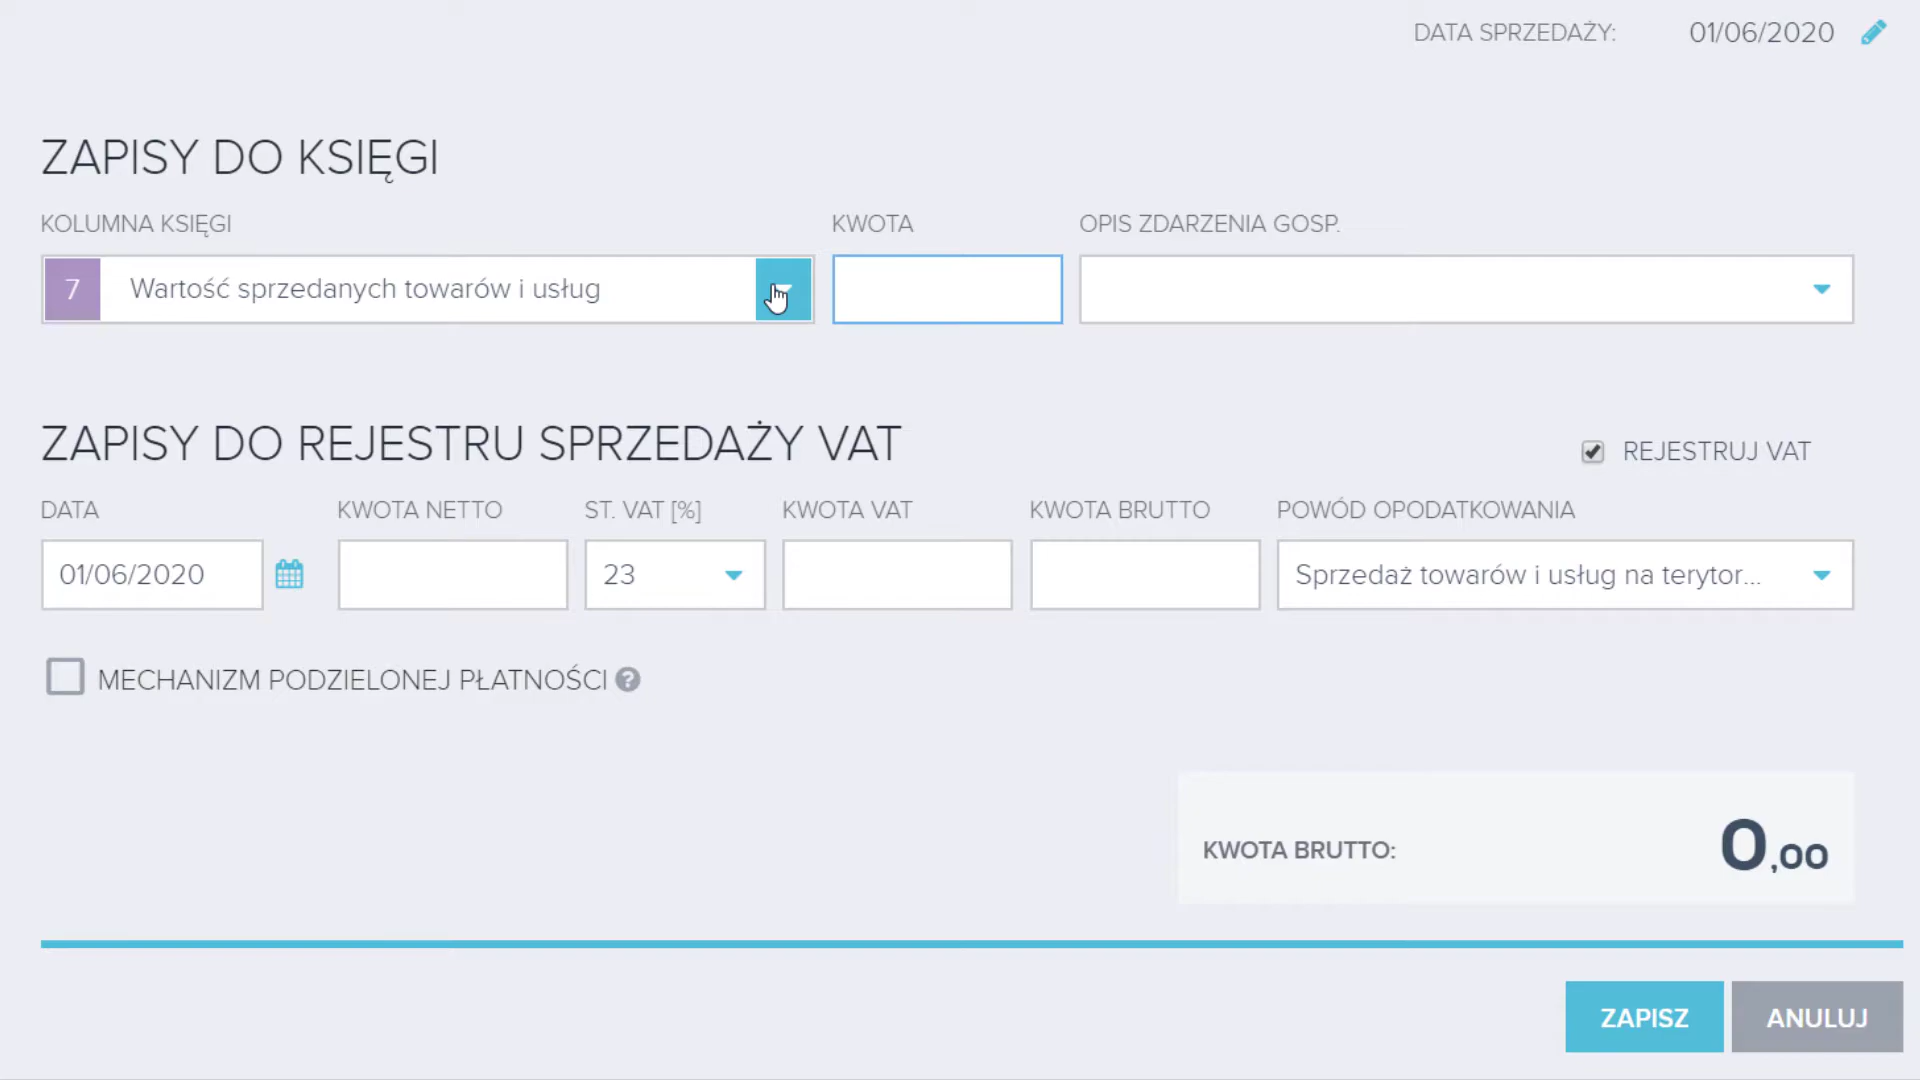 DATA SPRZEDAŻY: 01/06/2020
ZAPISY DO KSIĘGI
KOLUMNA KSIĘGI KWOTA OPIS ZDARZENIA GOSP.
7 Wartość sprzedanych towarów i usług
ZAPISY DO REJESTRU SPRZEDAŻY VAT
REJESTRUJ VAT
DATA KWOTA NETTO ST. VAT [%] KWOTA VAT KWOTA BRUTTO POWÓD OPODATKOWANIA
01/06/2020 23 Sprzedaż towarów i usług na terytor...
MECHANIZM PODZIELONEJ PŁATNOŚCI ?
KWOTA BRUTTO: 0,00
ZAPISZ ANULUJ